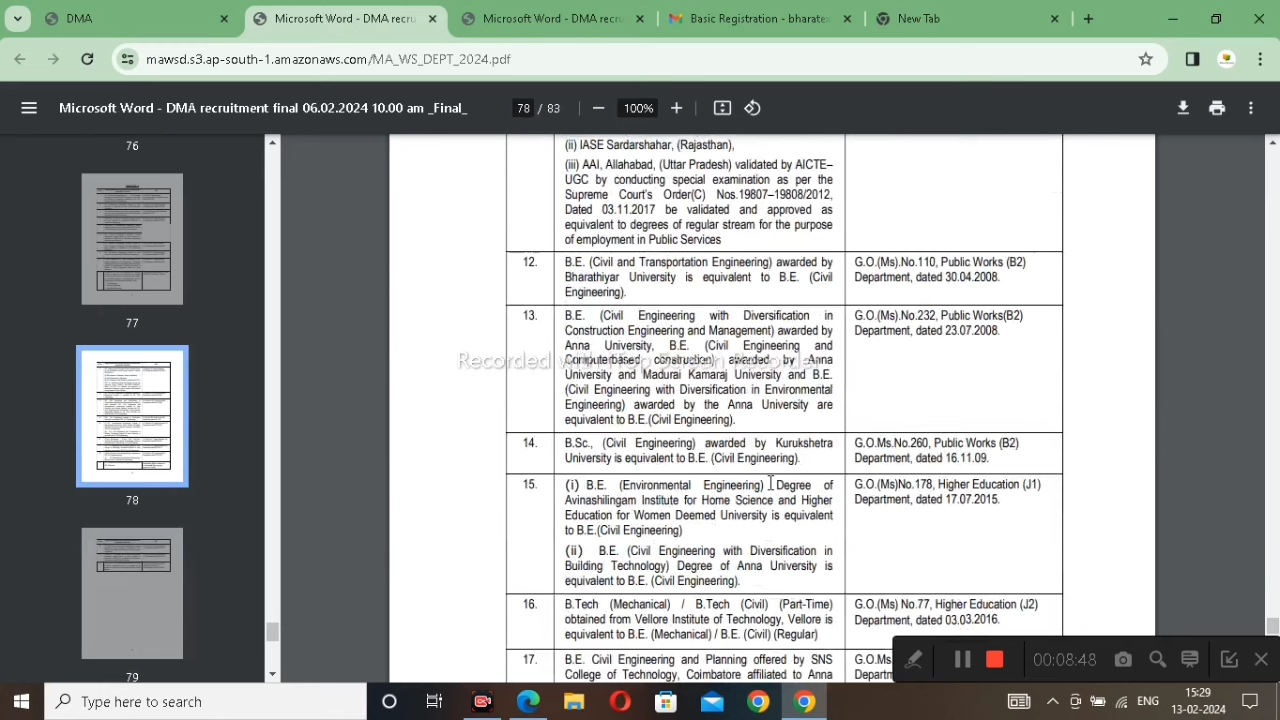 DMA
Microsoft Word - DMA recru
Microsoft Word - DMA recru
Basic Registration - bharatex
New Tab
mawsd.s3.ap-south-1.amazonaws.com/MA_WS_DEPT_2024.pdf
Microsoft Word - DMA recruitment final 06.02.2024 10.00 am _Final_
78 / 83
100%
76
77
78
79
(ii) IASE Sardarshahar, (Rajasthan),
(iii) AAI, Allahabad, (Uttar Pradesh) validated by AICTE–
UGC by conducting special examination as per the
Supreme Court's Order(C) Nos.19807–19808/2012,
Dated 03.11.2017 be validated and approved as
equivalent to degrees of regular stream for the purpose
of employment in Public Services
12. B.E. (Civil and Transportation Engineering) awarded by G.O.(Ms).No.110, Public Works (B2)
Bharathiyar University is equivalent to B.E. (Civil Department, dated 30.04.2008.
Engineering).
13. B.E. (Civil Engineering with Diversification in G.O.(Ms).No.232, Public Works(B2)
Construction Engineering and Management) awarded by Department, dated 23.07.2008.
Anna University, B.E. (Civil Engineering and
Computerbased construction) awarded by Anna
University and Madurai Kamaraj University and B.E.
(Civil Engineering with Diversification in Environmental
Engineering) awarded by the Anna University are
equivalent to B.E.(Civil Engineering).
14. B.Sc., (Civil Engineering) awarded by Kurukshetra G.O.Ms.No.260, Public Works (B2)
University is equivalent to B.E. (Civil Engineering). Department, dated 16.11.09.
15. (i) B.E. (Environmental Engineering) Degree of G.O.(Ms)No.178, Higher Education (J1)
Avinashilingam Institute for Home Science and Higher Department, dated 17.07.2015.
Education for Women Deemed University is equivalent
to B.E.(Civil Engineering)
(ii) B.E. (Civil Engineering with Diversification in
Building Technology) Degree of Anna University is
equivalent to B.E. (Civil Engineering).
16. B.Tech (Mechanical) / B.Tech (Civil) (Part-Time) G.O.(Ms) No.77, Higher Education (J2)
obtained from Vellore Institute of Technology, Vellore is Department, dated 03.03.2016.
equivalent to B.E. (Mechanical) / B.E. (Civil) (Regular)
17. B.E. Civil Engineering and Planning offered by SNS G.O.Ms
College of Technology, Coimbatore affiliated to Anna Depart
Recorded with iTop Screen Recorder
00:08:48
Type here to search
ENG
15:29
13-02-2024